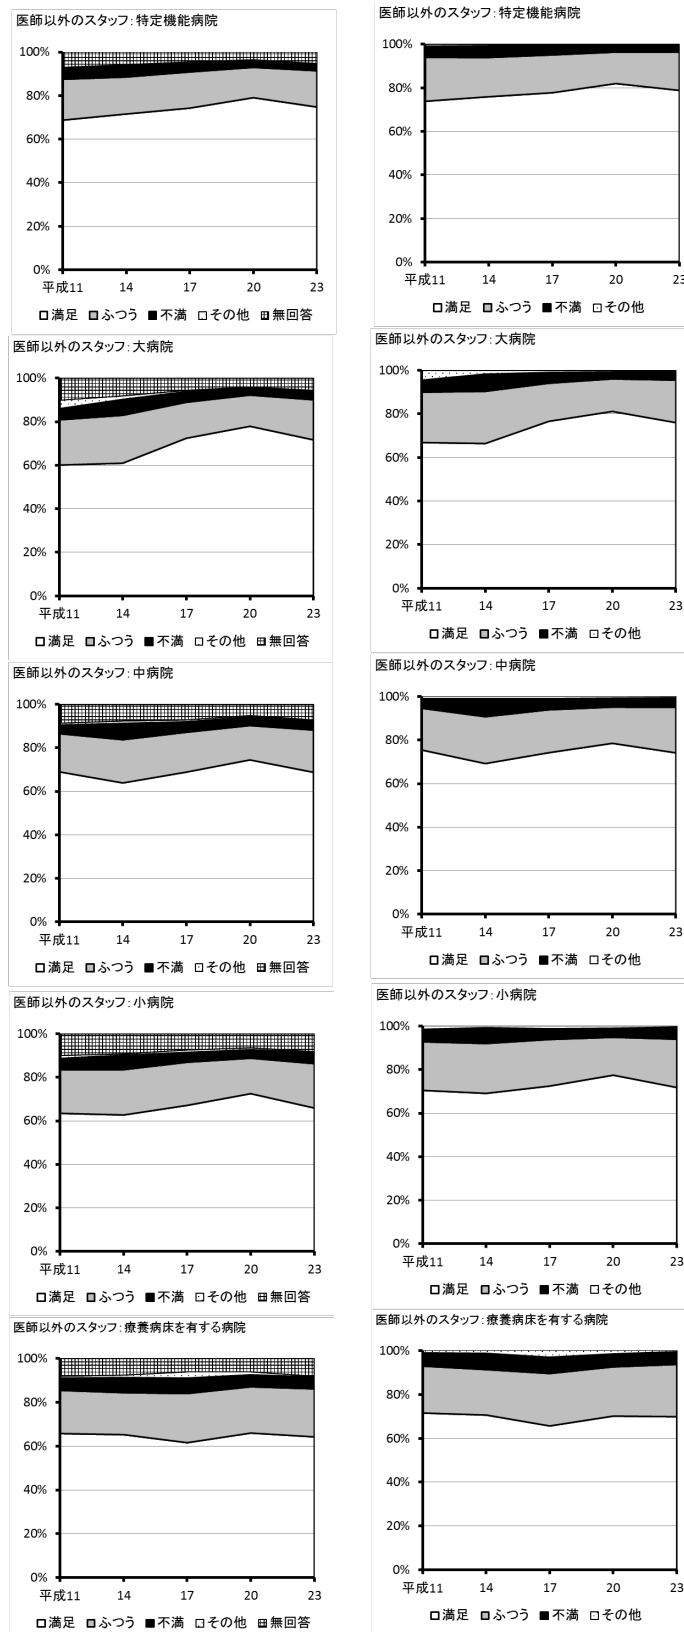 医師以外のスタッフ：特定機能病院
100%
80%
60%
40%
20%
0%
平成11 14 17 20 23
満足 ふつう 不満 その他 無回答
医師以外のスタッフ：特定機能病院
100%
80%
60%
40%
20%
0%
平成11 14 17 20 23
満足 ふつう 不満 その他
医師以外のスタッフ：大病院
100%
80%
60%
40%
20%
0%
平成11 14 17 20 23
満足 ふつう 不満 その他 無回答
医師以外のスタッフ：大病院
100%
80%
60%
40%
20%
0%
平成11 14 17 20 23
満足 ふつう 不満 その他
医師以外のスタッフ：中病院
100%
80%
60%
40%
20%
0%
平成11 14 17 20 23
満足 ふつう 不満 その他 無回答
医師以外のスタッフ：中病院
100%
80%
60%
40%
20%
0%
平成11 14 17 20 23
満足 ふつう 不満 その他
医師以外のスタッフ：小病院
100%
80%
60%
40%
20%
0%
平成11 14 17 20 23
満足 ふつう 不満 その他 無回答
医師以外のスタッフ：小病院
100%
80%
60%
40%
20%
0%
平成11 14 17 20 23
満足 ふつう 不満 その他
医師以外のスタッフ：療養病床を有する病院
100%
80%
60%
40%
20%
0%
平成11 14 17 20 23
満足 ふつう 不満 その他 無回答
医師以外のスタッフ：療養病床を有する病院
100%
80%
60%
40%
20%
0%
平成11 14 17 20 23
満足 ふつう 不満 その他